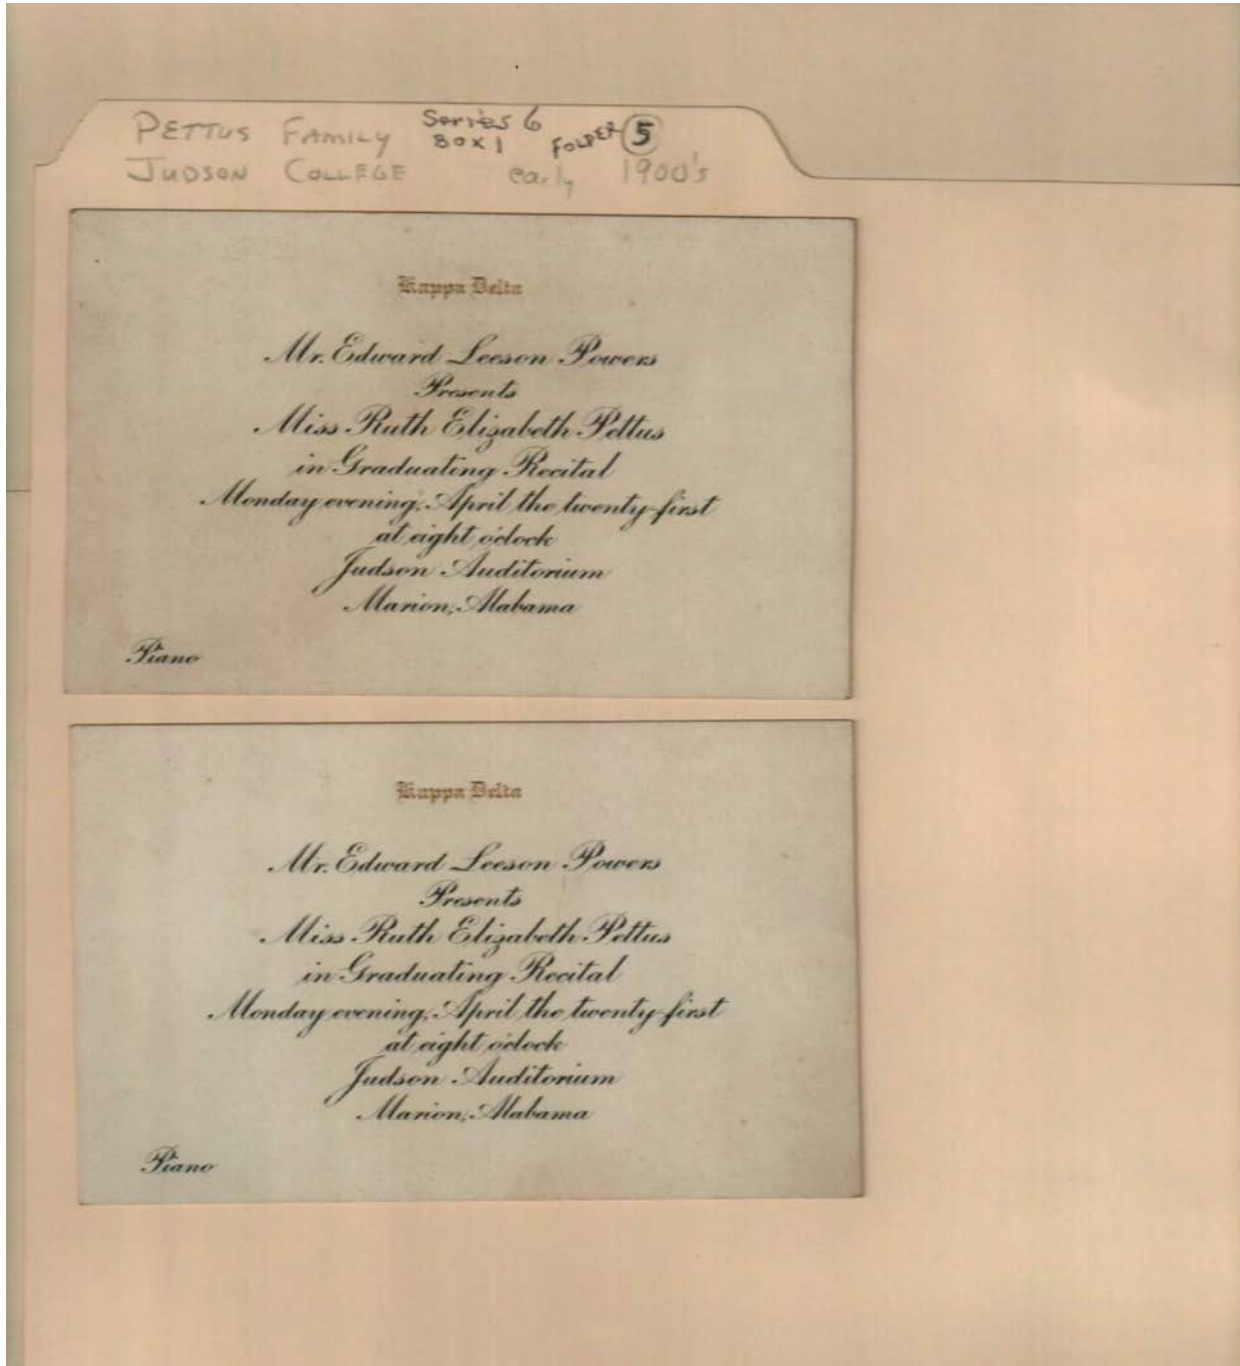 PETTUS FAMILY Series 6 BOX 1 FOLDER 5
JUDSON COLLEGE early 1900's
Kappa Delta
Mr. Edward Leeson Powers
Presents
Miss Ruth Elizabeth Pettus
in Graduating Recital
Monday evening, April the twenty-first
at eight o'clock
Judson Auditorium
Marion, Alabama
Piano
Kappa Delta
Mr. Edward Leeson Powers
Presents
Miss Ruth Elizabeth Pettus
in Graduating Recital
Monday evening, April the twenty-first
at eight o'clock
Judson Auditorium
Marion, Alabama
Piano